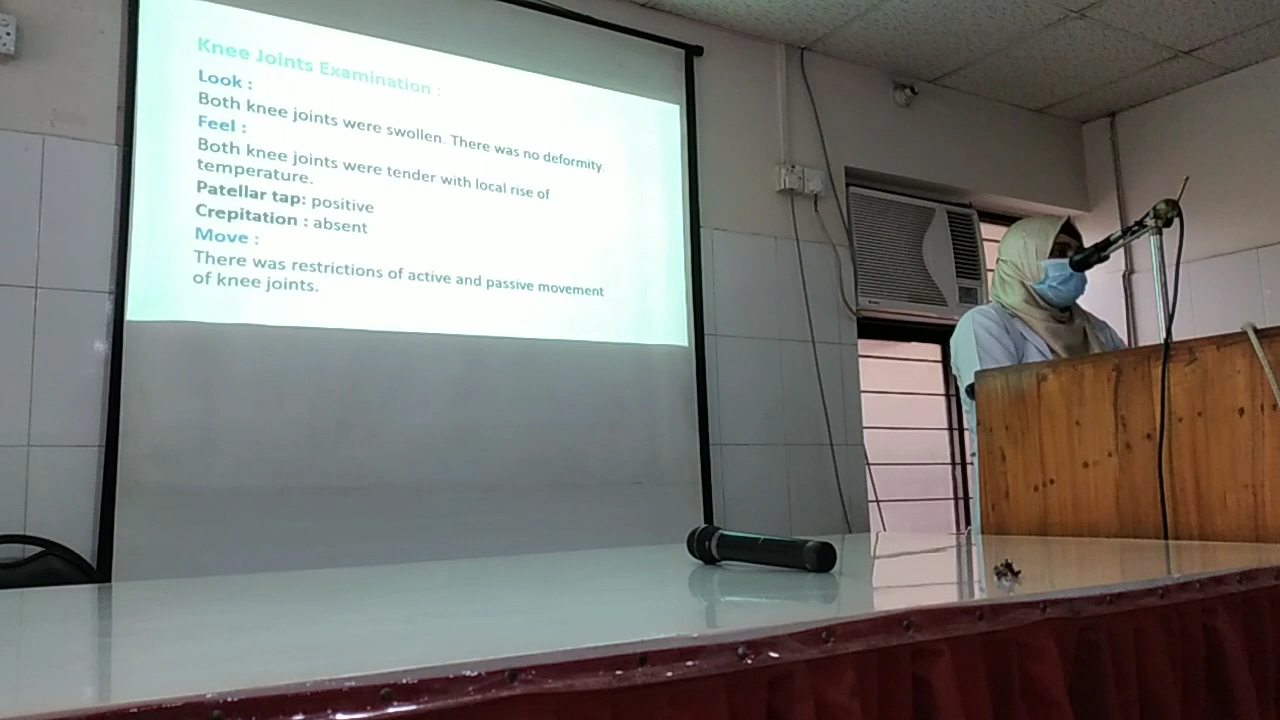 Knee Joints Examination :
Look :
Both knee joints were swollen. There was no deformity.
Feel :
Both knee joints were tender with local rise of
temperature.
Patellar tap: positive
Crepitation : absent
Move :
There was restrictions of active and passive movement
of knee joints.